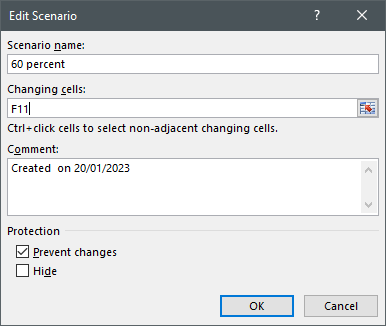 Edit Scenario
?
Scenario name:
60 percent
Changing cells:
F11
Ctrl+click cells to select non-adjacent changing cells.
Comment:
Created  on 20/01/2023
Protection
Prevent changes
Hide
OK
Cancel